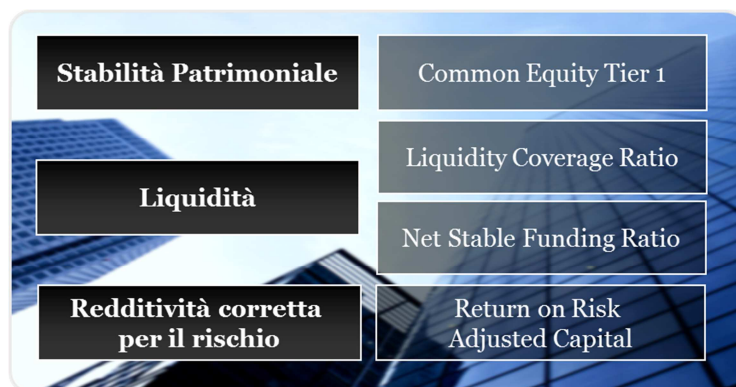 Stabilità Patrimoniale
Common Equity Tier 1
Liquidità
Liquidity Coverage Ratio
Net Stable Funding Ratio
Redditività corretta
per il rischio
Return on Risk
Adjusted Capital